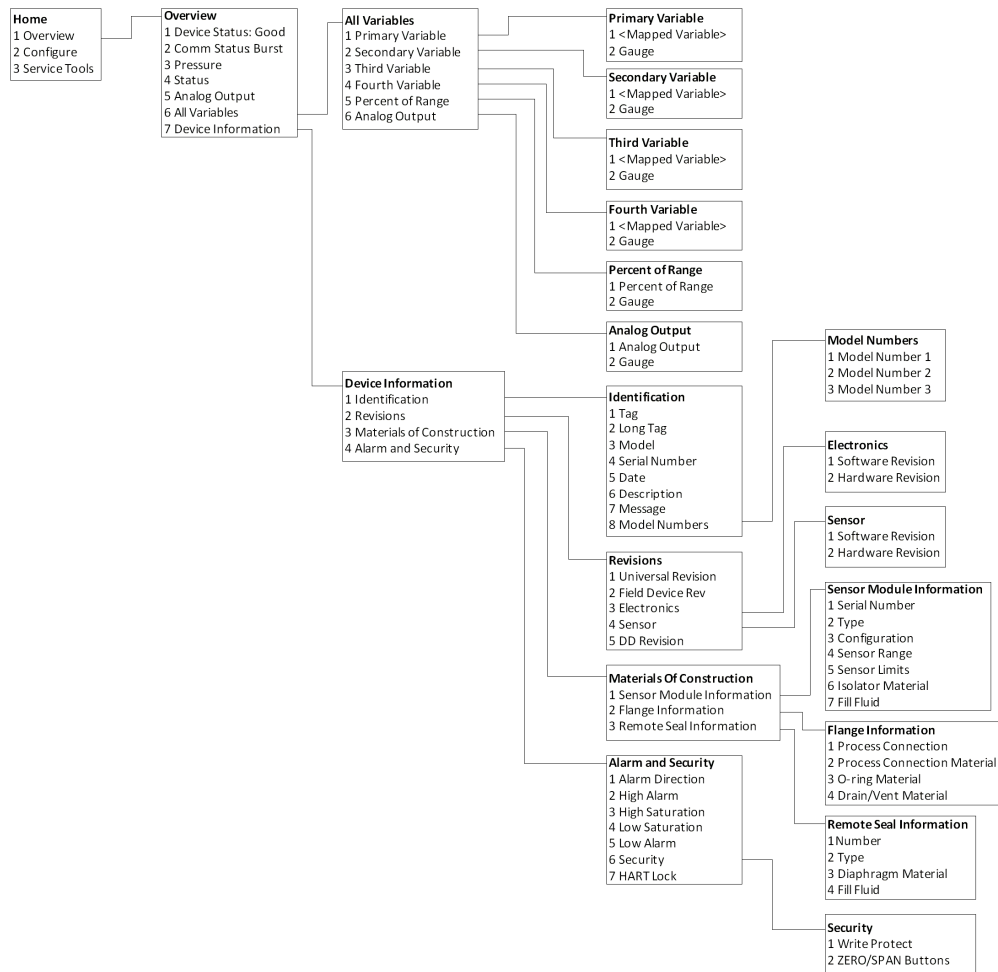 Home
1 Overview
2 Configure
3 Service Tools
Overview
1 Device Status: Good
2 Comm Status: Burst
3 Pressure
4 Status
5 Analog Output
6 All Variables
7 Device Information
All Variables
1 Primary Variable
2 Secondary Variable
3 Third Variable
4 Fourth Variable
5 Percent of Range
6 Analog Output
Primary Variable
1 <Mapped Variable>
2 Gauge
Secondary Variable
1 <Mapped Variable>
2 Gauge
Third Variable
1 <Mapped Variable>
2 Gauge
Fourth Variable
1 <Mapped Variable>
2 Gauge
Percent of Range
1 Percent of Range
2 Gauge
Analog Output
1 Analog Output
2 Gauge
Device Information
1 Identification
2 Revisions
3 Materials of Construction
4 Alarm and Security
Identification
1 Tag
2 Long Tag
3 Model
4 Serial Number
5 Date
6 Description
7 Message
8 Model Numbers
Model Numbers
1 Model Number 1
2 Model Number 2
3 Model Number 3
Revisions
1 Universal Revision
2 Field Device Rev
3 Electronics
4 Sensor
5 DD Revision
Electronics
1 Software Revision
2 Hardware Revision
Sensor
1 Software Revision
2 Hardware Revision
Materials Of Construction
1 Sensor Module Information
2 Flange Information
3 Remote Seal Information
Sensor Module Information
1 Serial Number
2 Type
3 Configuration
4 Sensor Range
5 Sensor Limits
6 Isolator Material
7 Fill Fluid
Flange Information
1 Process Connection
2 Process Connection Material
3 O-ring Material
4 Drain/Vent Material
Remote Seal Information
1Number
2 Type
3 Diaphragm Material
4 Fill Fluid
Alarm and Security
1 Alarm Direction
2 High Alarm
3 High Saturation
4 Low Saturation
5 Low Alarm
6 Security
7 HART Lock
Security
1 Write Protect
2 ZERO/SPAN Buttons